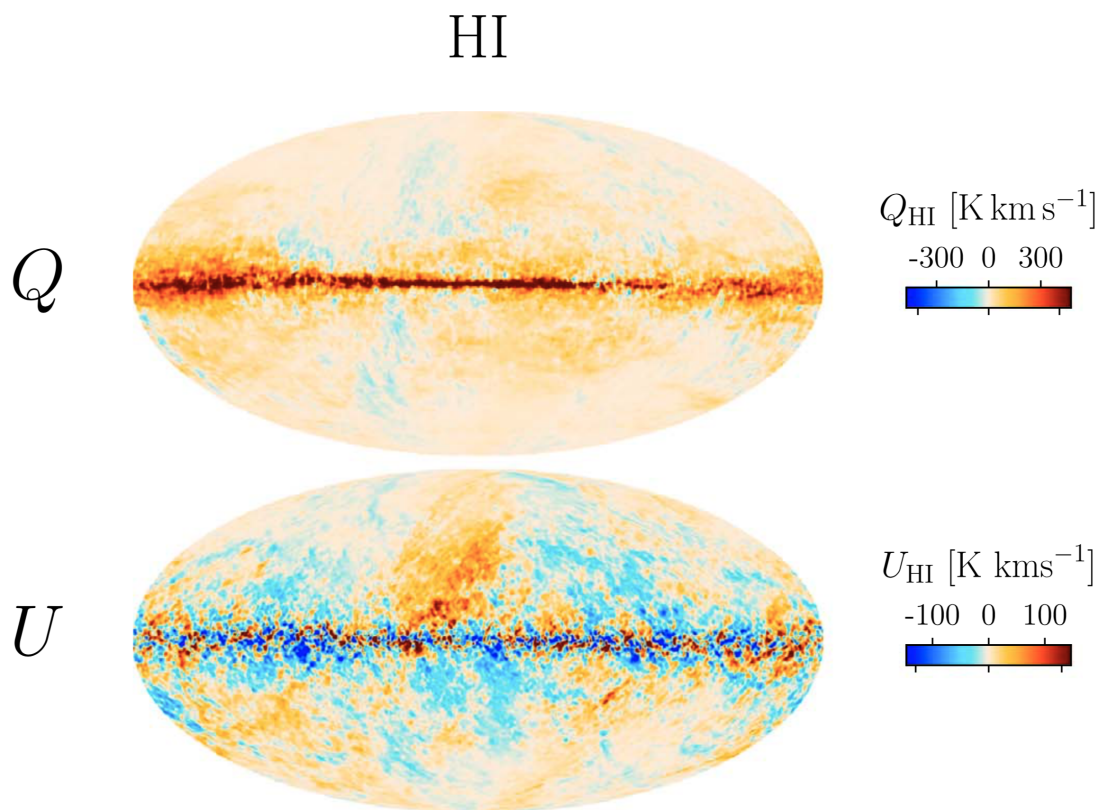 HI
Q
Q_HI [K km s⁻¹]
-300 0 300
U
U_HI [K kms⁻¹]
-100 0 100